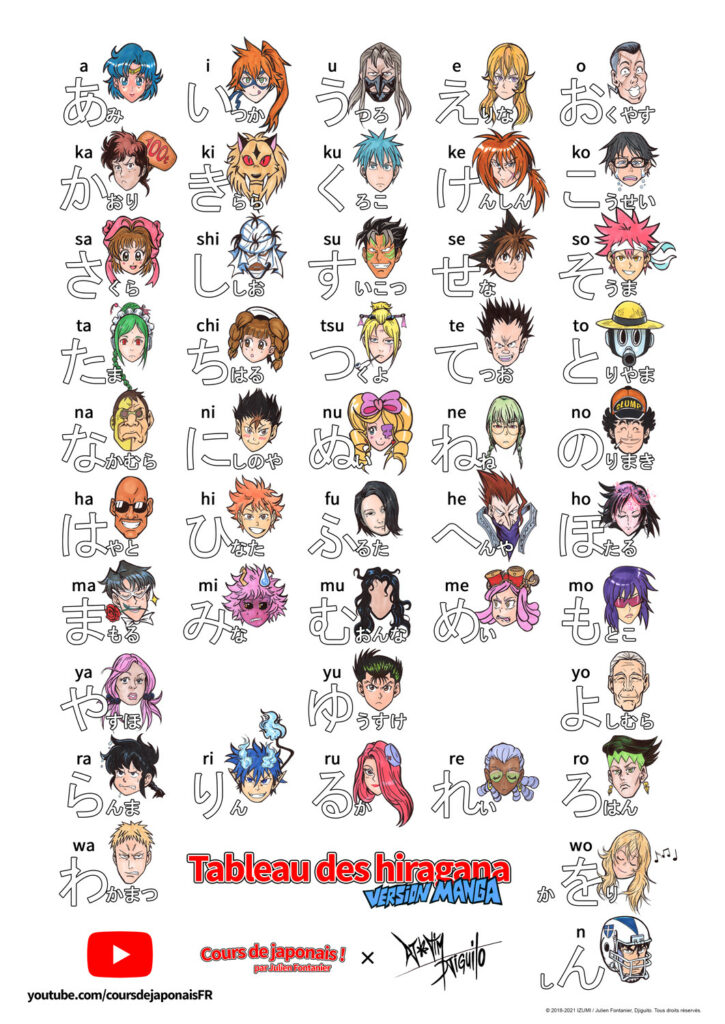 a i u e o
あみ いつか うつろ えりな おくやす
100t
ka ki ku ke ko
かおり きらら くろこ けんしん こうせい
sa shi su se so
さくら ししお すいこつ せな そうま
ta chi tsu te to
たま ちはる つくよ てつお とりやま
na ni nu ne no
SLUMP
なかむら にしのや ぬい ねね のりまき
ha hi fu he ho
はやと ひなた ふるた へんや ほたる
ma mi mu me mo
まもる みな むおんな めい もとこ
ya yu yo
やすほ ゆうすけ よしむら
ra ri ru re ro
らんま りん るか れい ろはん
wa wo
わかまつ かをり
Tableau des hiragana
VERSION MANGA
n
しん
Cours de japonais !
par Julien Fontanier
×
Djiguito
youtube.com/coursdejaponaisFR
© 2018-2021 IZUMI / Julien Fontanier, Djiguito. Tous droits réservés.